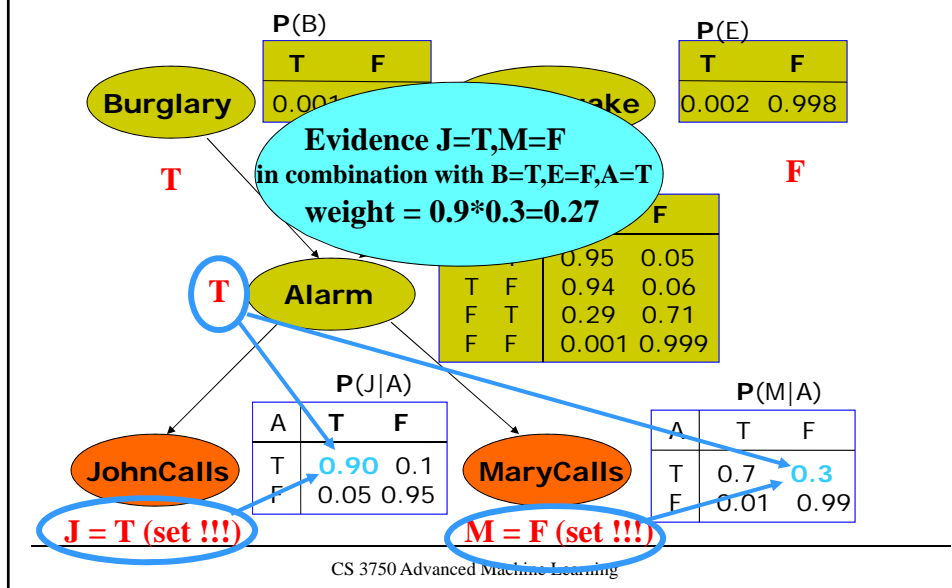 P(B)
P(E)
T F
T F
Burglary
0.001
0.002 0.998
Evidence J=T,M=F
in combination with B=T,E=F,A=T
weight = 0.9*0.3=0.27
T
F
F
0.95 0.05
T F 0.94 0.06
F T 0.29 0.71
F F 0.001 0.999
T
Alarm
P(J|A)
P(M|A)
A T F
A T F
JohnCalls
T 0.90 0.1
F 0.05 0.95
MaryCalls
T 0.7 0.3
F 0.01 0.99
J = T (set !!!)
M = F (set !!!)
CS 3750 Advanced Machine Learning